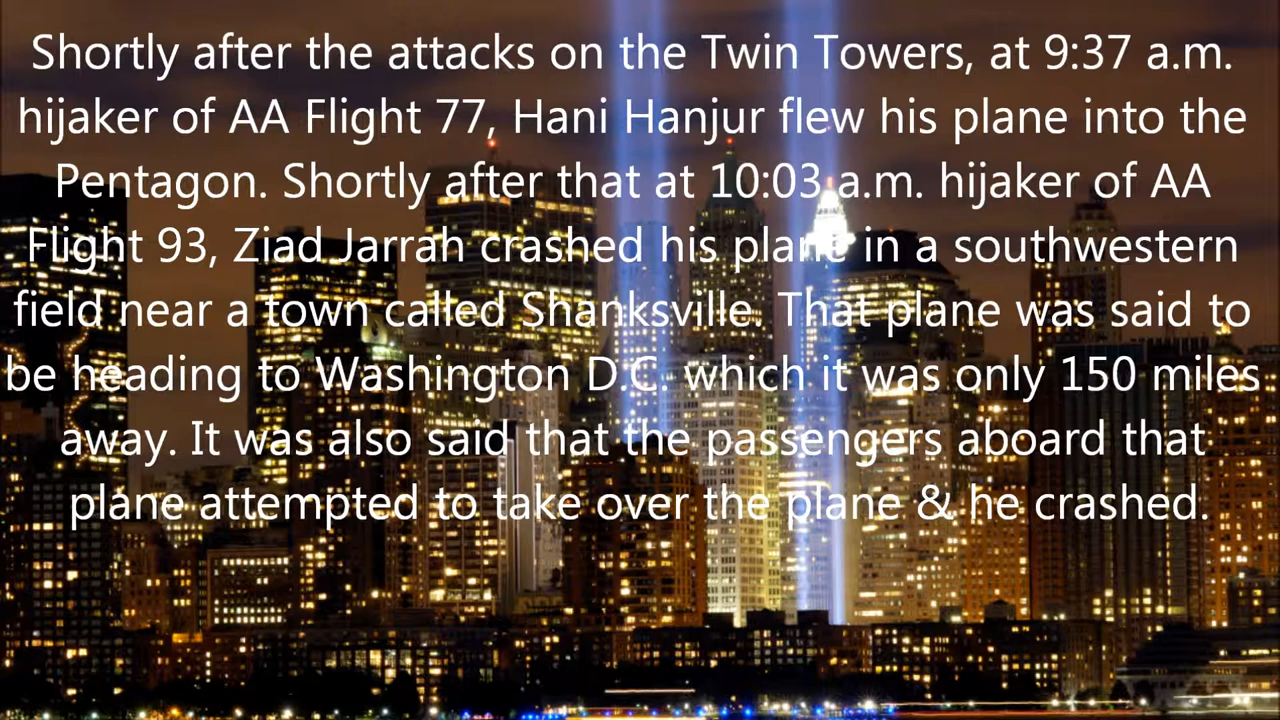 Shortly after the attacks on the Twin Towers, at 9:37 a.m.
hijaker of AA Flight 77, Hani Hanjur flew his plane into the
Pentagon. Shortly after that at 10:03 a.m. hijaker of AA
Flight 93, Ziad Jarrah crashed his plane in a southwestern
field near a town called Shanksville. That plane was said to
be heading to Washington D.C. which it was only 150 miles
away. It was also said that the passengers aboard that
plane attempted to take over the plane & he crashed.